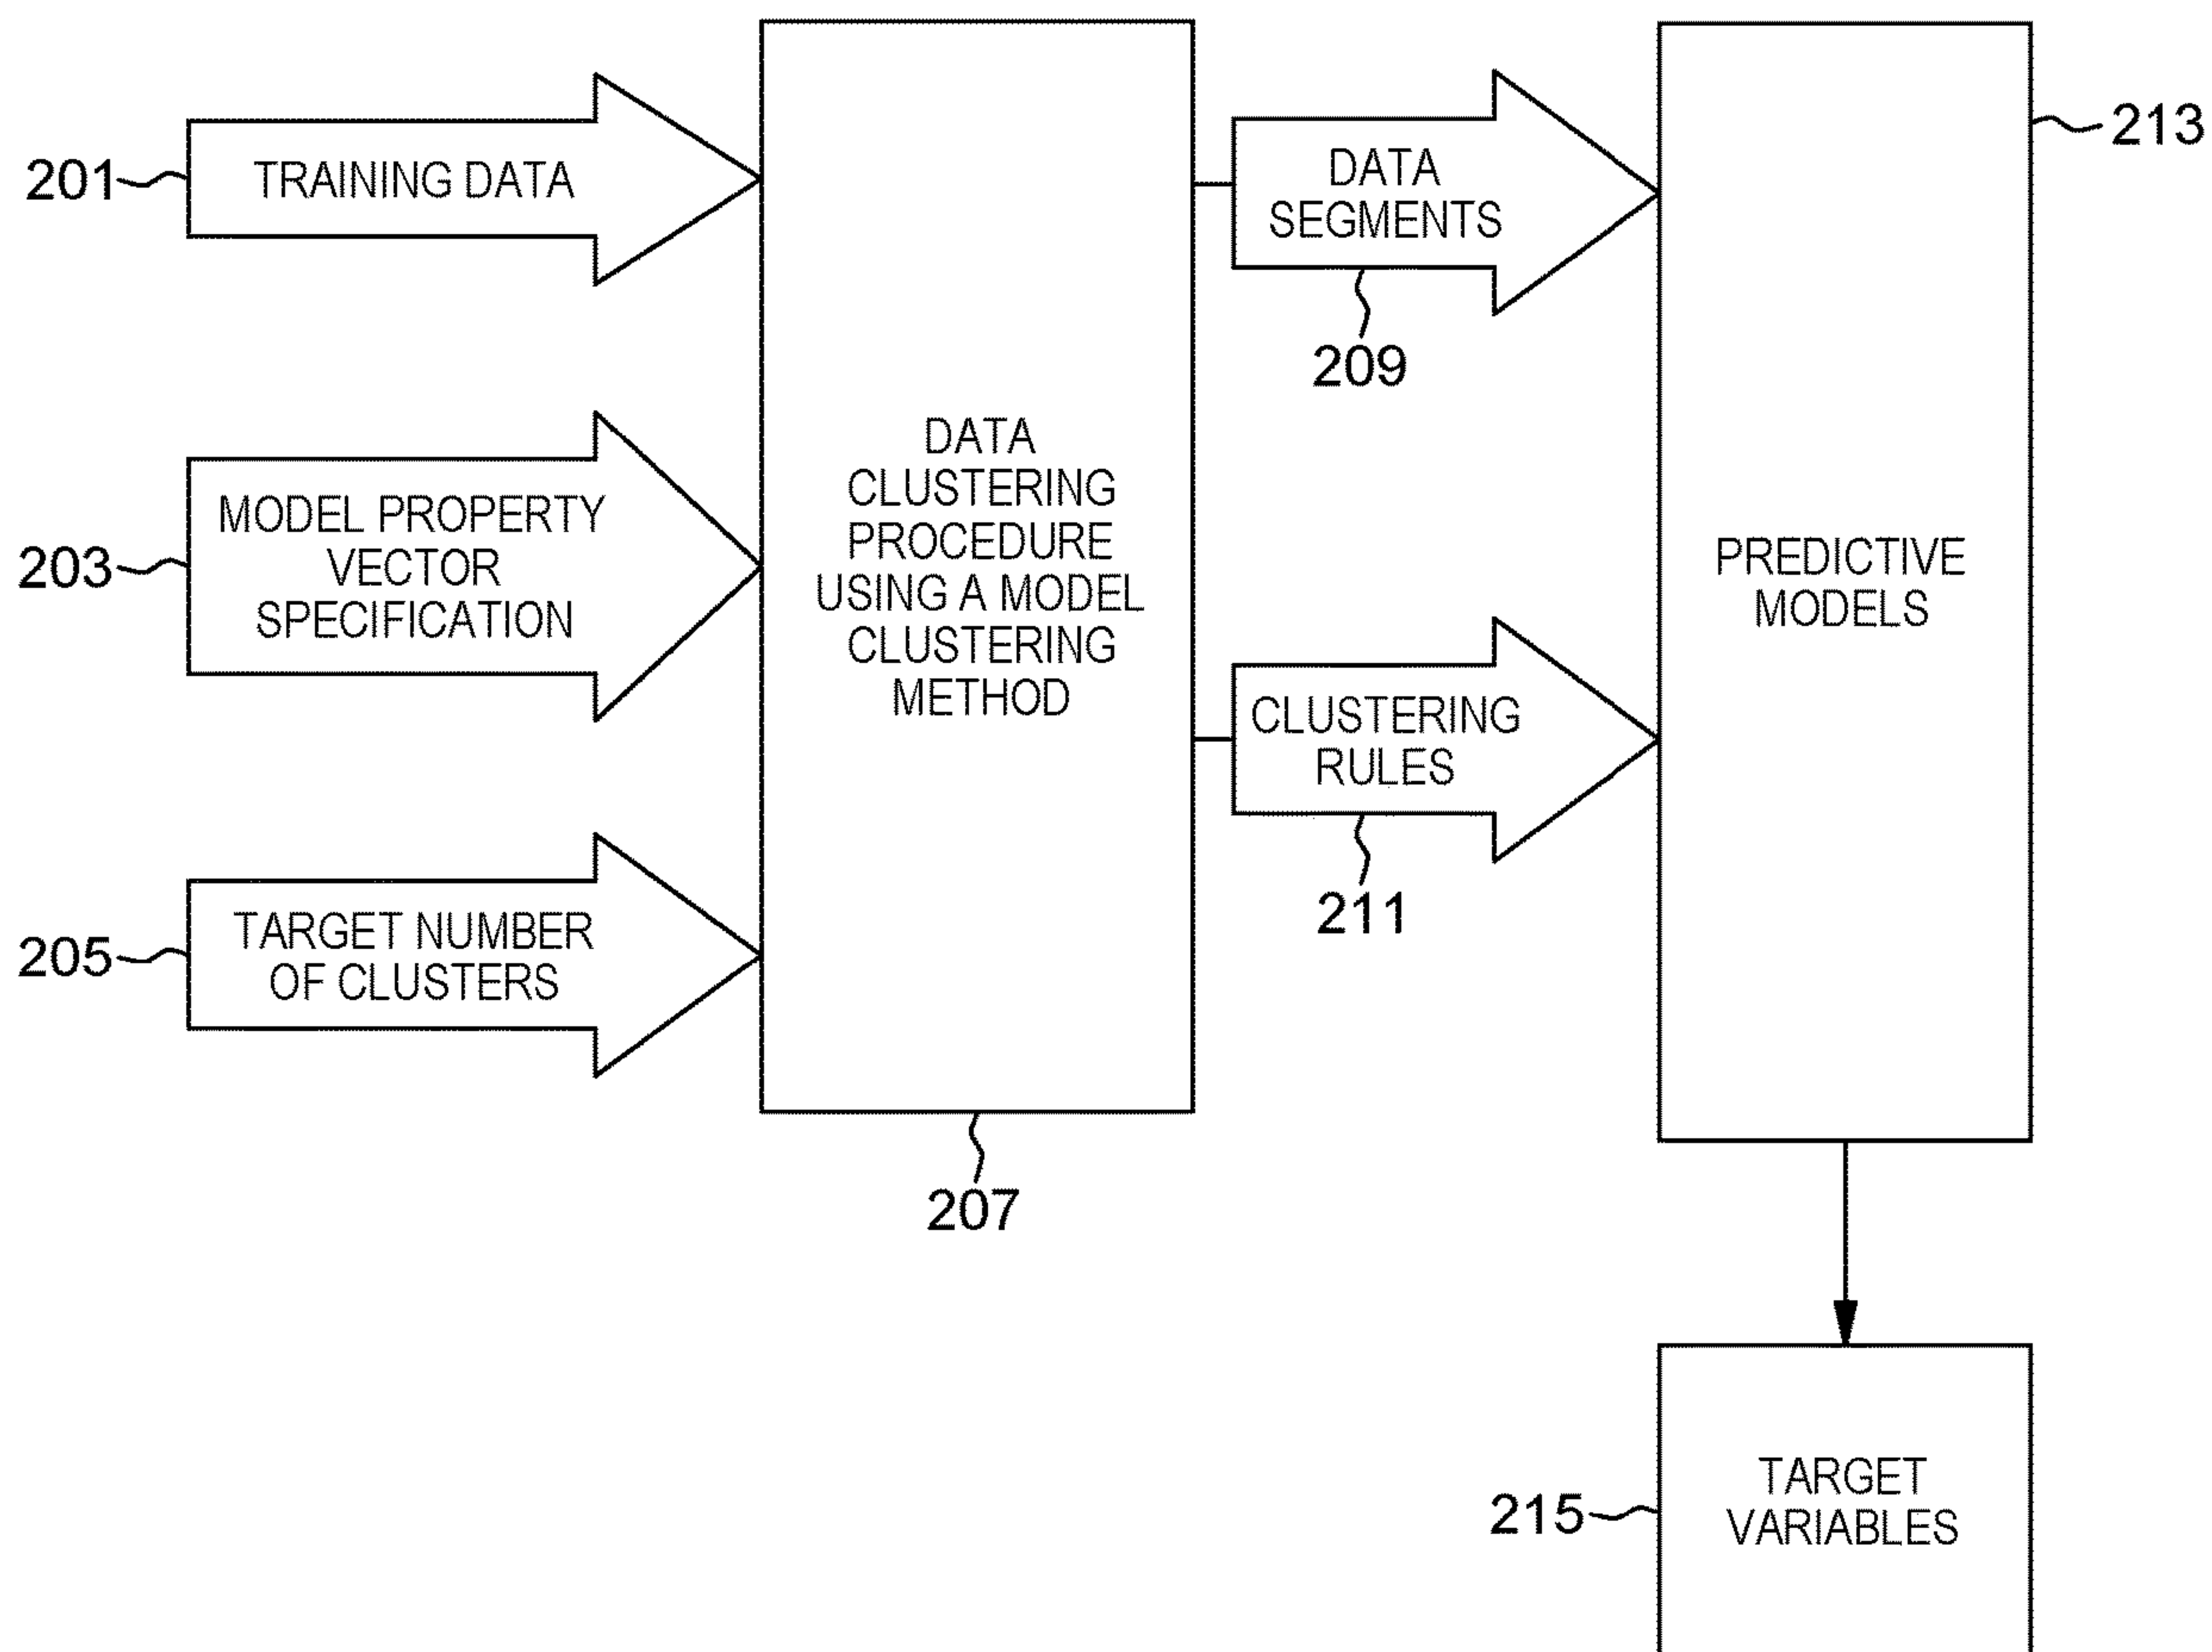 201
TRAINING DATA
203
MODEL PROPERTY
VECTOR
SPECIFICATION
205
TARGET NUMBER
OF CLUSTERS
DATA
CLUSTERING
PROCEDURE
USING A MODEL
CLUSTERING
METHOD
207
DATA
SEGMENTS
209
CLUSTERING
RULES
211
PREDICTIVE
MODELS
213
TARGET
VARIABLES
215